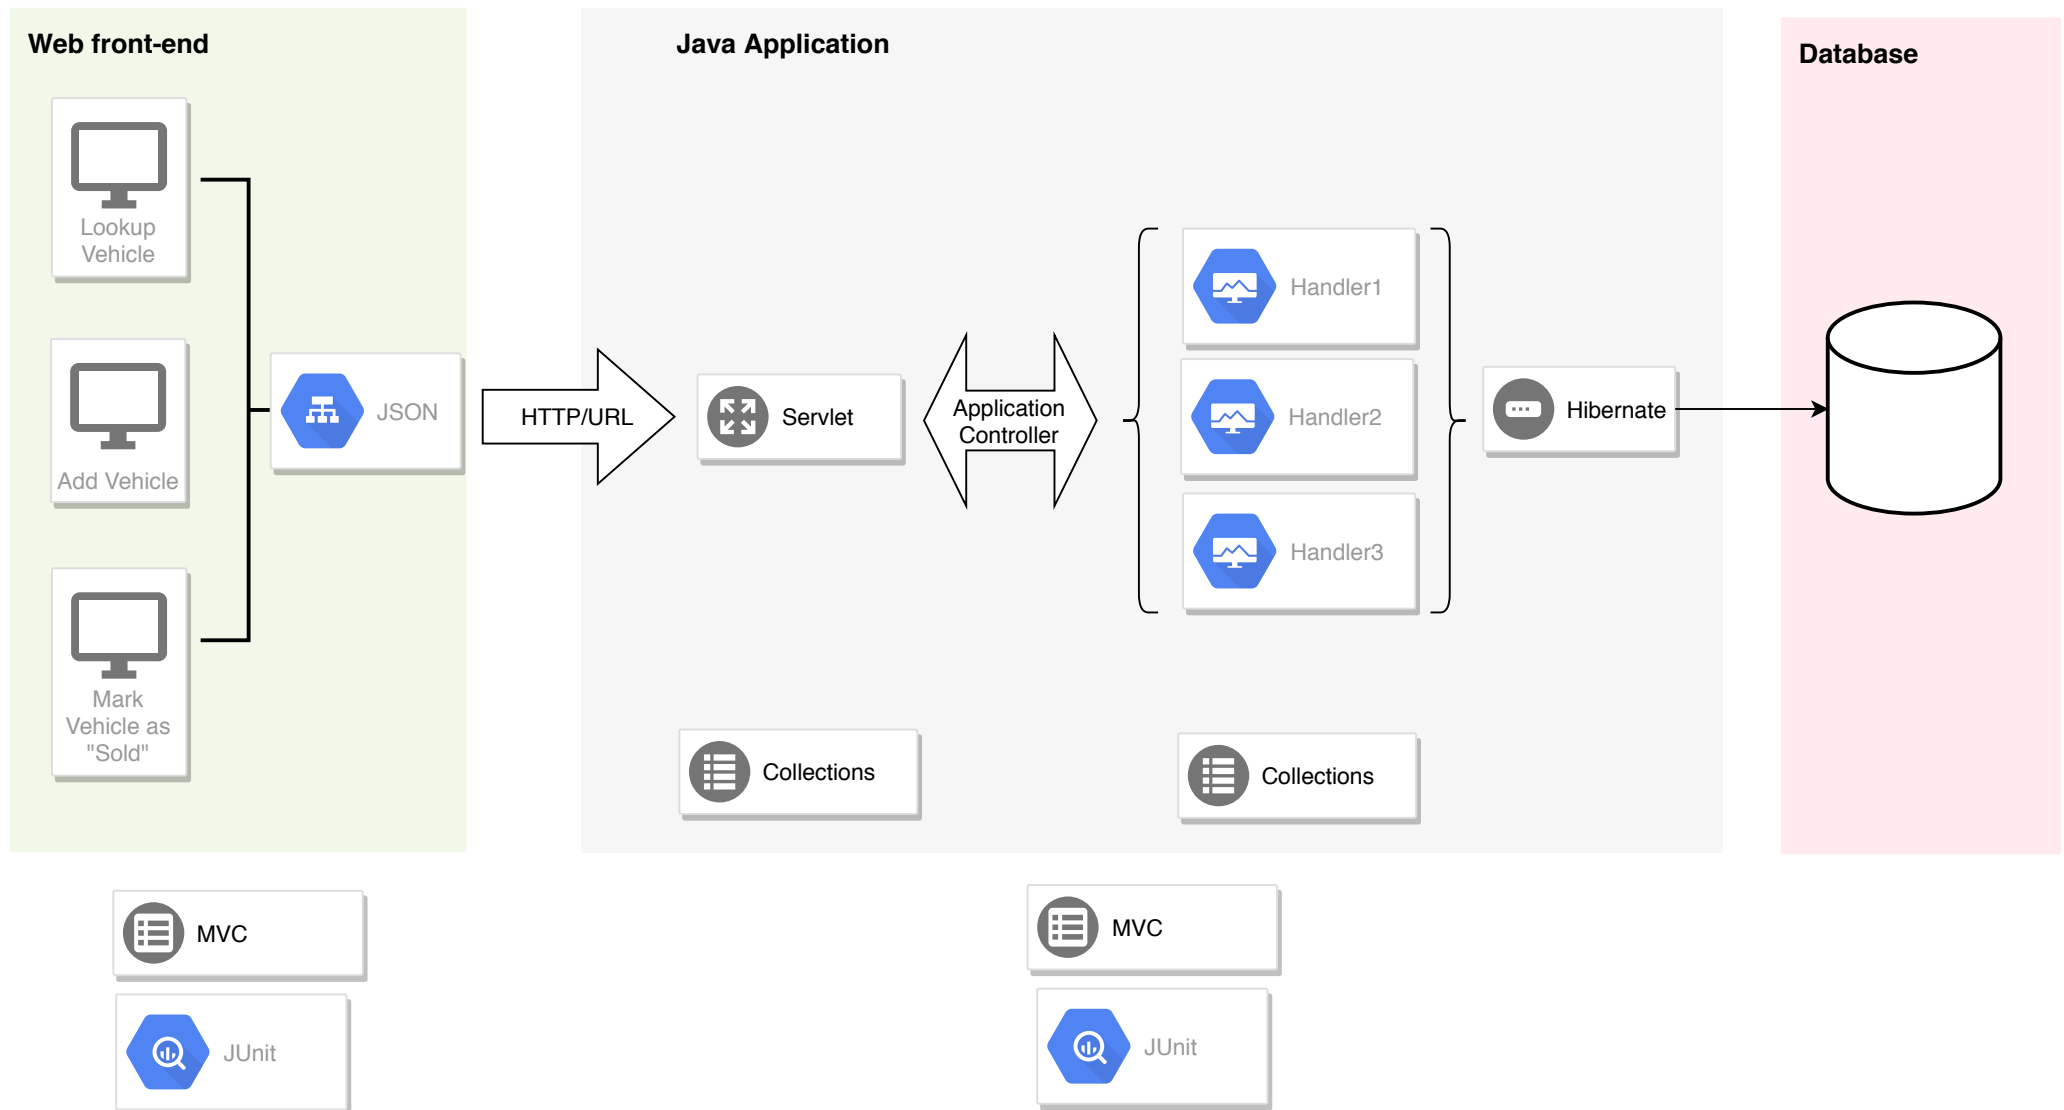 Web front-end
Java Application
Database
Lookup
Vehicle
Add Vehicle
Mark
Vehicle as
"Sold"
JSON
HTTP/URL
Servlet
Application
Controller
Handler1
Handler2
Handler3
Hibernate
Collections
Collections
MVC
JUnit
MVC
JUnit